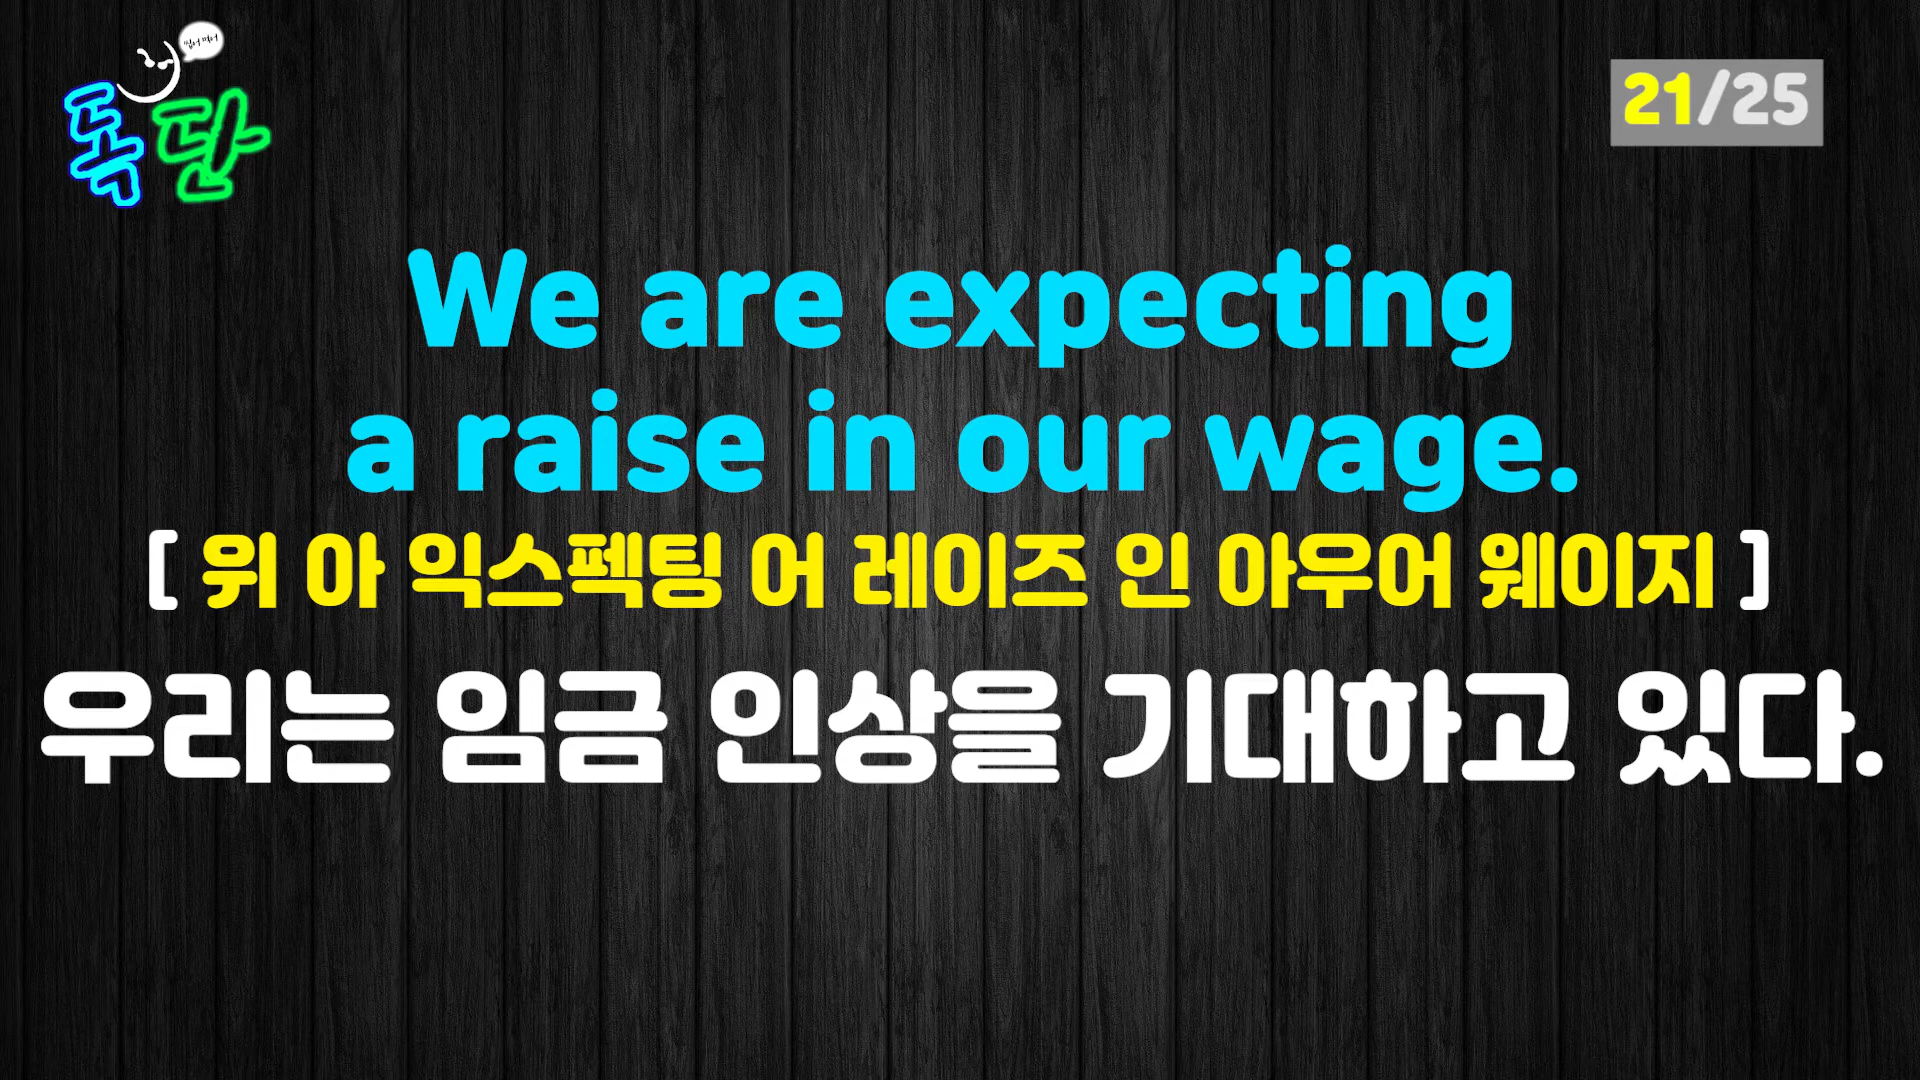 독단
21/25
We are expecting
a raise in our wage.
[ 위 아 익스펙팅 어 레이즈 인 아우어 웨이지 ]
우리는 임금 인상을 기대하고 있다.